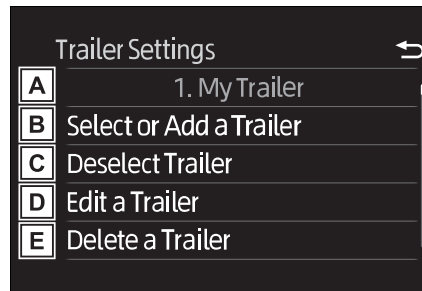 Trailer Settings
A 1. My Trailer
B Select or Add a Trailer
C Deselect Trailer
D Edit a Trailer
E Delete a Trailer